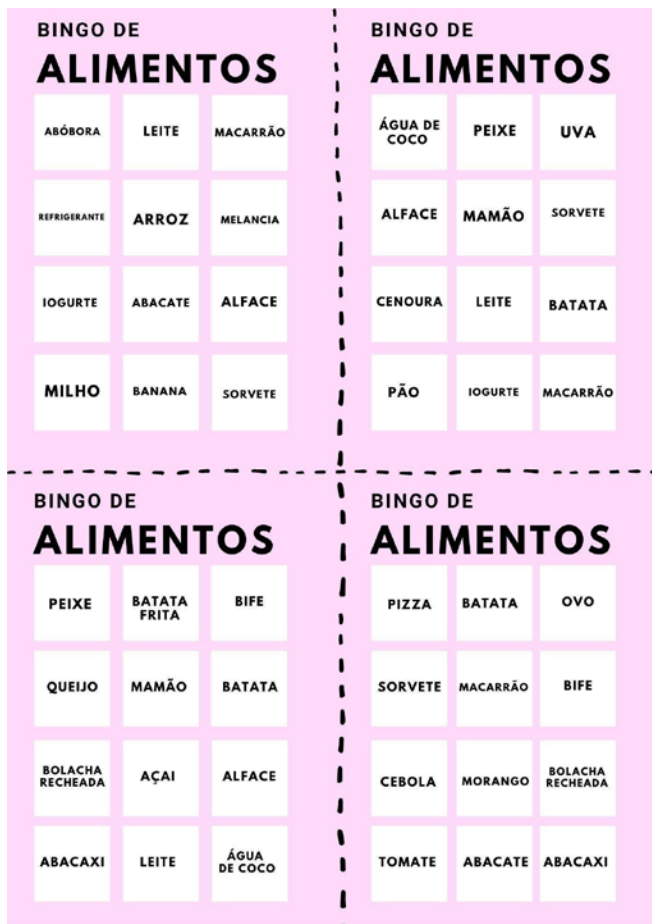 BINGO DE
ALIMENTOS
ABÓBORA
LEITE
MACARRÃO
REFRIGERANTE
ARROZ
MELANCIA
IOGURTE
ABACATE
ALFACE
MILHO
BANANA
SORVETE
BINGO DE
ALIMENTOS
ÁGUA DE
COCO
PEIXE
UVA
ALFACE
MAMÃO
SORVETE
CENOURA
LEITE
BATATA
PÃO
IOGURTE
MACARRÃO
BINGO DE
ALIMENTOS
PEIXE
BATATA
FRITA
BIFE
QUEIJO
MAMÃO
BATATA
BOLACHA
RECHEADA
AÇAI
ALFACE
ABACAXI
LEITE
ÁGUA
DE COCO
BINGO DE
ALIMENTOS
PIZZA
BATATA
OVO
SORVETE
MACARRÃO
BIFE
CEBOLA
MORANGO
BOLACHA
RECHEADA
TOMATE
ABACATE
ABACAXI